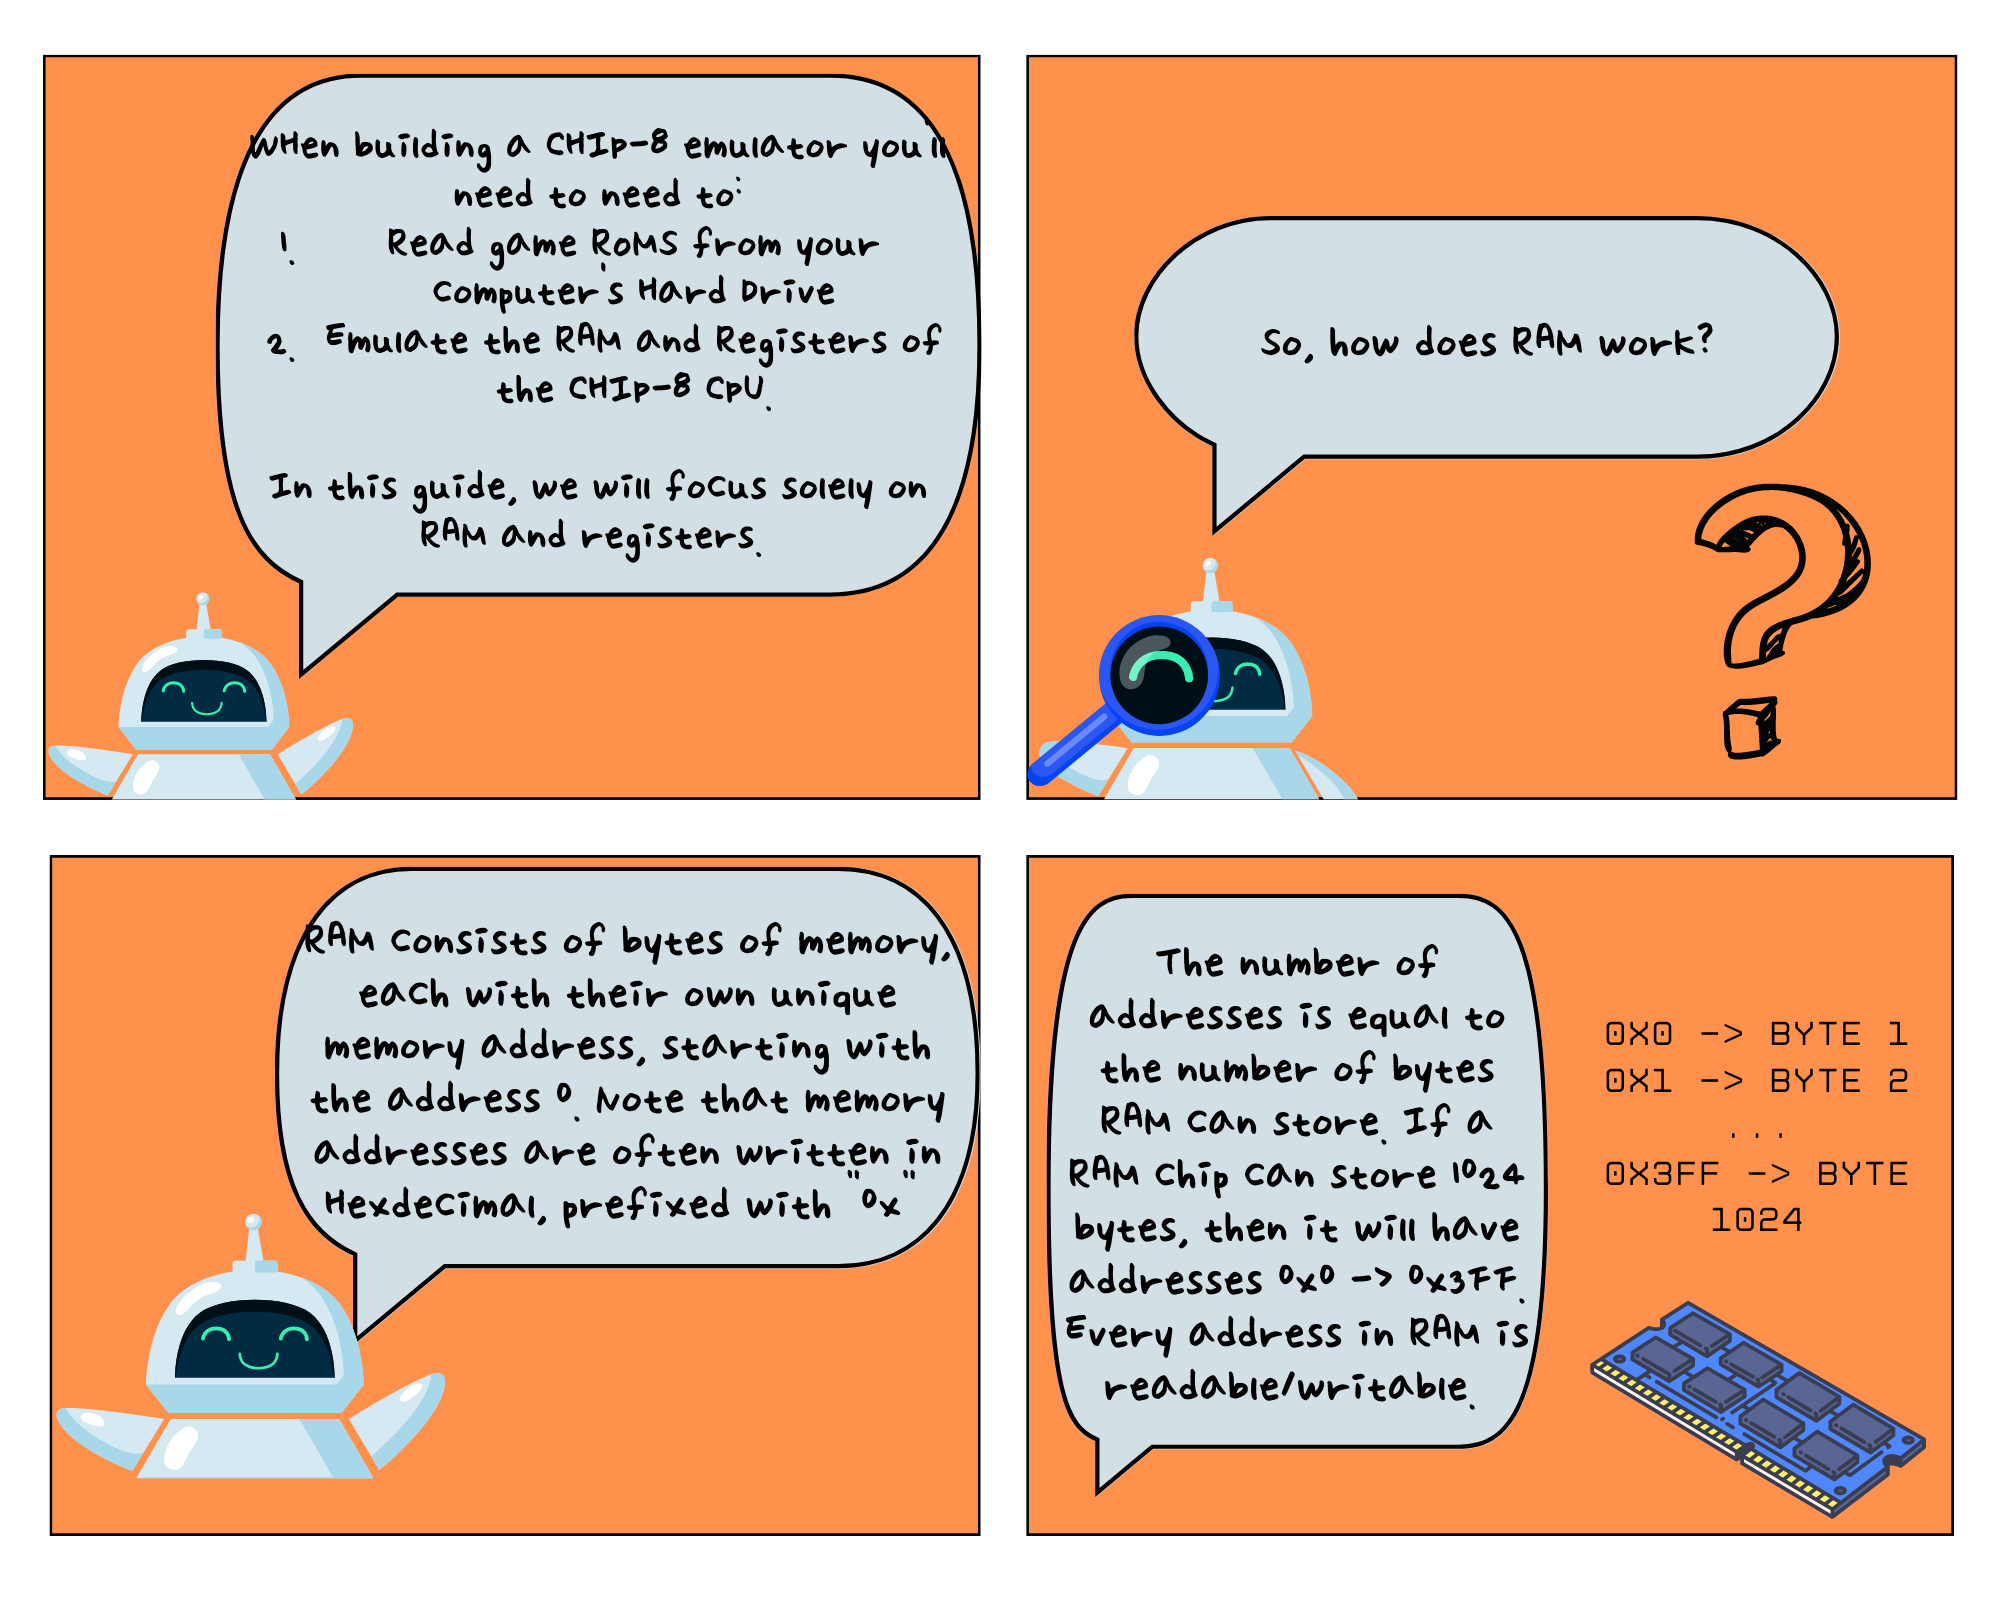 WHen building a CHIp-8 emulator you'll
need to need to:
1. Read game RoMS from your
Computer's Hard Drive
2. Emulate the RAM and Registers of
the CHIp-8 CpU.
In this guide, we will foCus solely on
RAM and registers.
So, how does RAM work?
RAM Consists of bytes of memory,
eaCh with their own unique
memory address, starting with
the address 0. Note that memory
addresses are often written in
HexdeCimal, prefixed with "0x"
The number of
addresses is equal to
the number of bytes
RAM Can store. If a
RAM Chip Can store 1024
bytes, then it will have
addresses 0x0 -> 0x3FF.
Every address in RAM is
readable/writable.
0X0 -> BYTE 1
0X1 -> BYTE 2
...
0X3FF -> BYTE
1024